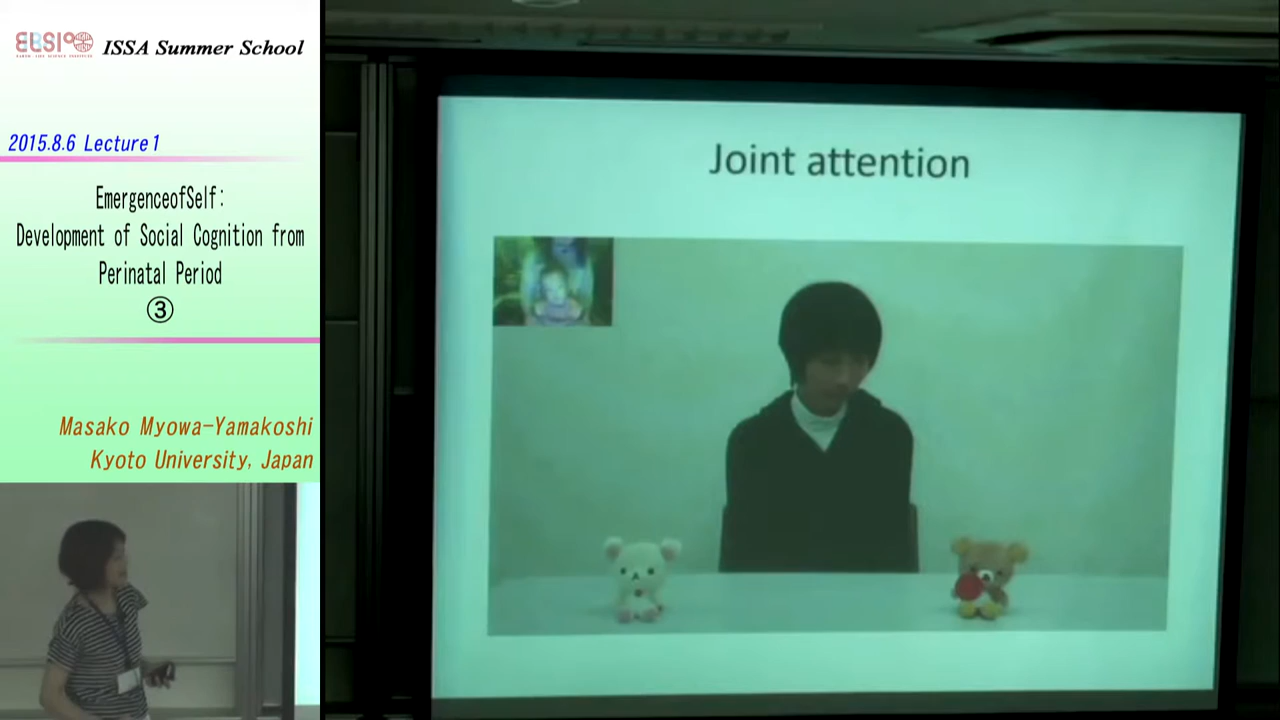 ELSI
ISSA Summer School
2015.8.6 Lecture1
EmergenceofSelf:
Development of Social Cognition from
Perinatal Period
③
Masako Myowa-Yamakoshi
Kyoto University, Japan
Joint attention